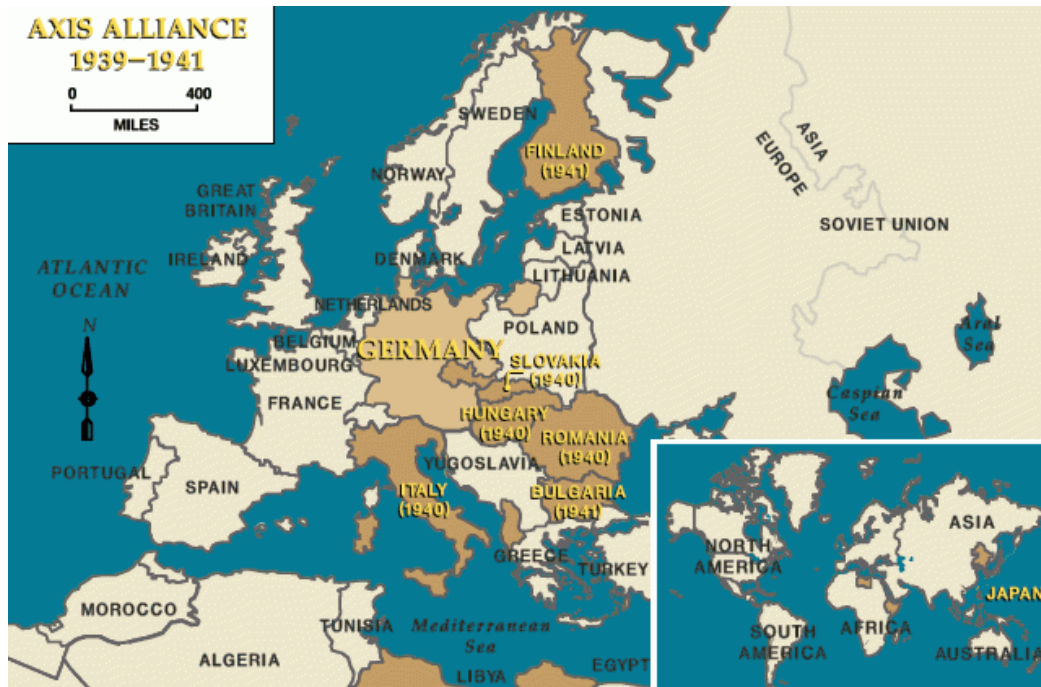 AXIS ALLIANCE
1939–1941
0 400
MILES
SWEDEN
FINLAND
(1941)
NORWAY
ASIA
EUROPE
GREAT
BRITAIN
ESTONIA
SOVIET UNION
LATVIA
IRELAND
DENMARK
ATLANTIC
OCEAN
LITHUANIA
NETHERLANDS
N
POLAND
Aral
Sea
BELGIUM
GERMANY
LUXEMBOURG
SLOVAKIA
(1940)
Caspian
Sea
FRANCE
HUNGARY
(1940)
ROMANIA
(1940)
YUGOSLAVIA
PORTUGAL
SPAIN
ITALY
(1940)
BULGARIA
(1941)
GREECE
TURKEY
MOROCCO
TUNISIA
Mediterranean
Sea
ALGERIA
LIBYA
EGYPT
ASIA
NORTH
AMERICA
JAPAN
SOUTH
AMERICA
AFRICA
AUSTRALIA